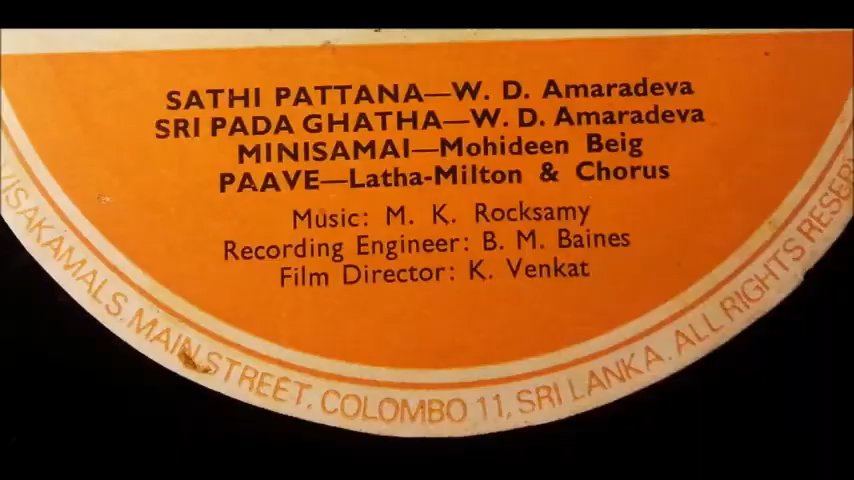 SATHI PATTANA—W. D. Amaradeva
SRI PADA GHATHA—W. D. Amaradeva
MINISAMAI—Mohideen Beig
PAAVE—Latha-Milton & Chorus
Music: M. K. Rocksamy
Recording Engineer: B. M. Baines
Film Director: K. Venkat
VISAKAMALS. MAIN STREET. COLOMBO 11. SRI LANKA. ALL RIGHTS